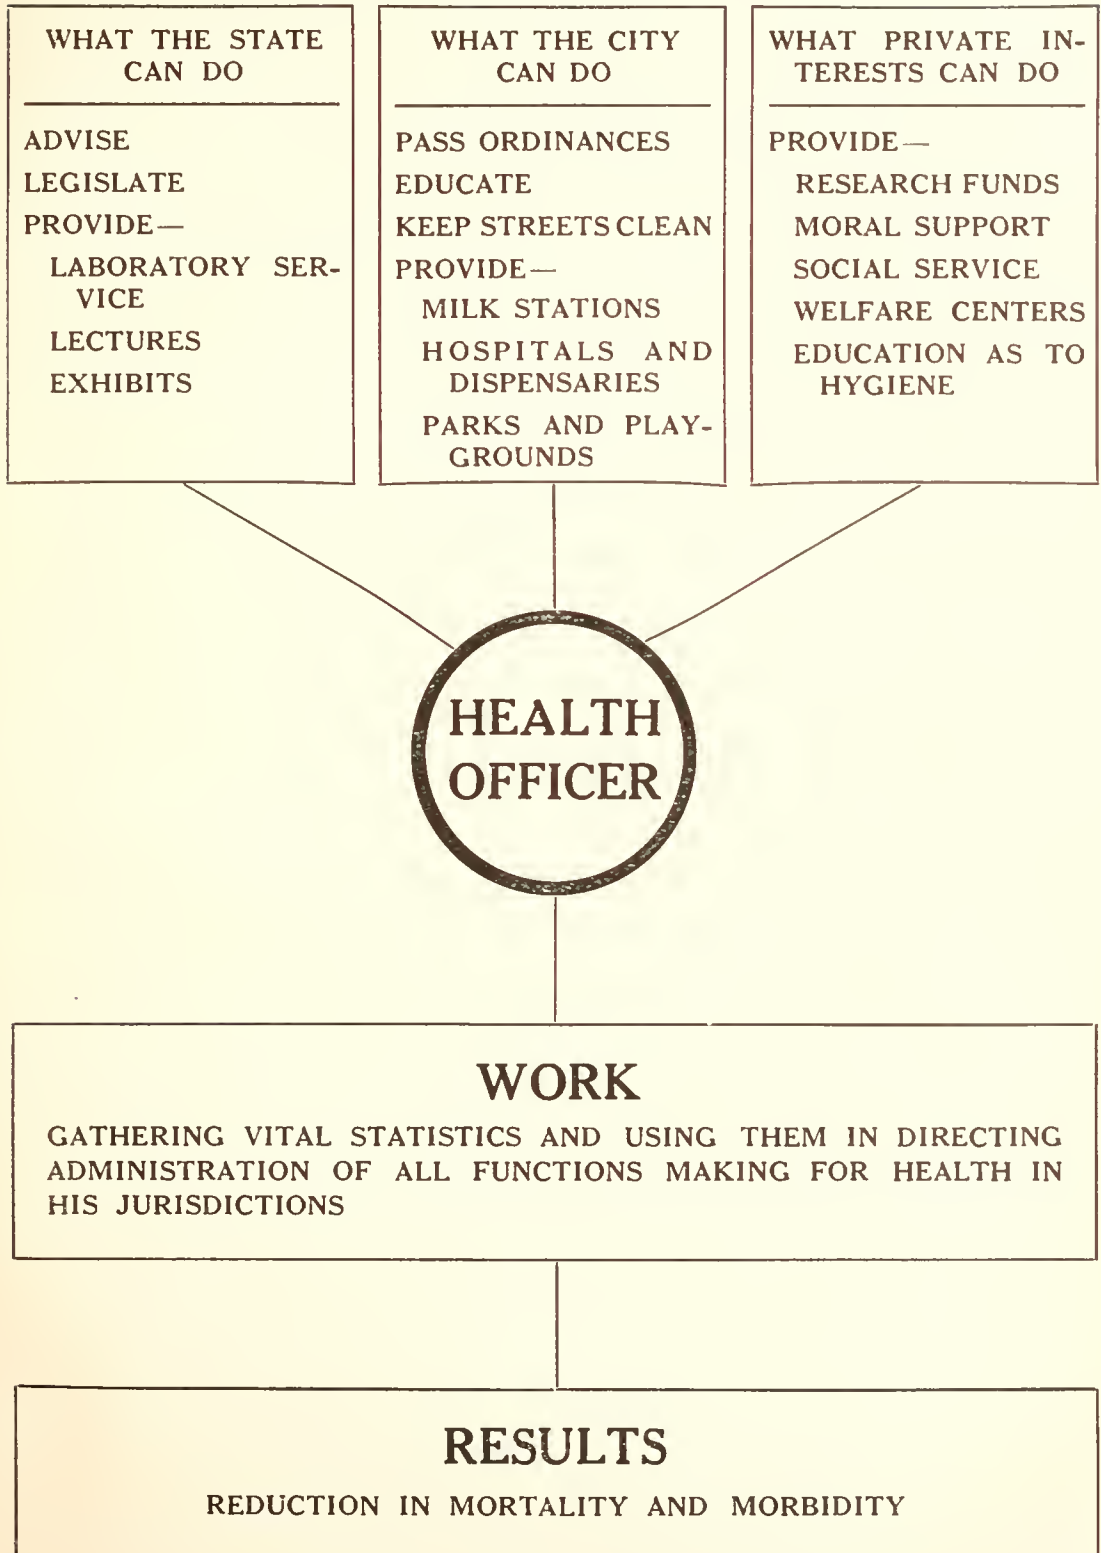 WHAT THE STATE
CAN DO
ADVISE
LEGISLATE
PROVIDE—
LABORATORY SER-
VICE
LECTURES
EXHIBITS
WHAT THE CITY
CAN DO
PASS ORDINANCES
EDUCATE
KEEP STREETS CLEAN
PROVIDE—
MILK STATIONS
HOSPITALS AND
DISPENSARIES
PARKS AND PLAY-
GROUNDS
WHAT PRIVATE IN-
TERESTS CAN DO
PROVIDE—
RESEARCH FUNDS
MORAL SUPPORT
SOCIAL SERVICE
WELFARE CENTERS
EDUCATION AS TO
HYGIENE
HEALTH
OFFICER
WORK
GATHERING VITAL STATISTICS AND USING THEM IN DIRECTING
ADMINISTRATION OF ALL FUNCTIONS MAKING FOR HEALTH IN
HIS JURISDICTIONS
RESULTS
REDUCTION IN MORTALITY AND MORBIDITY